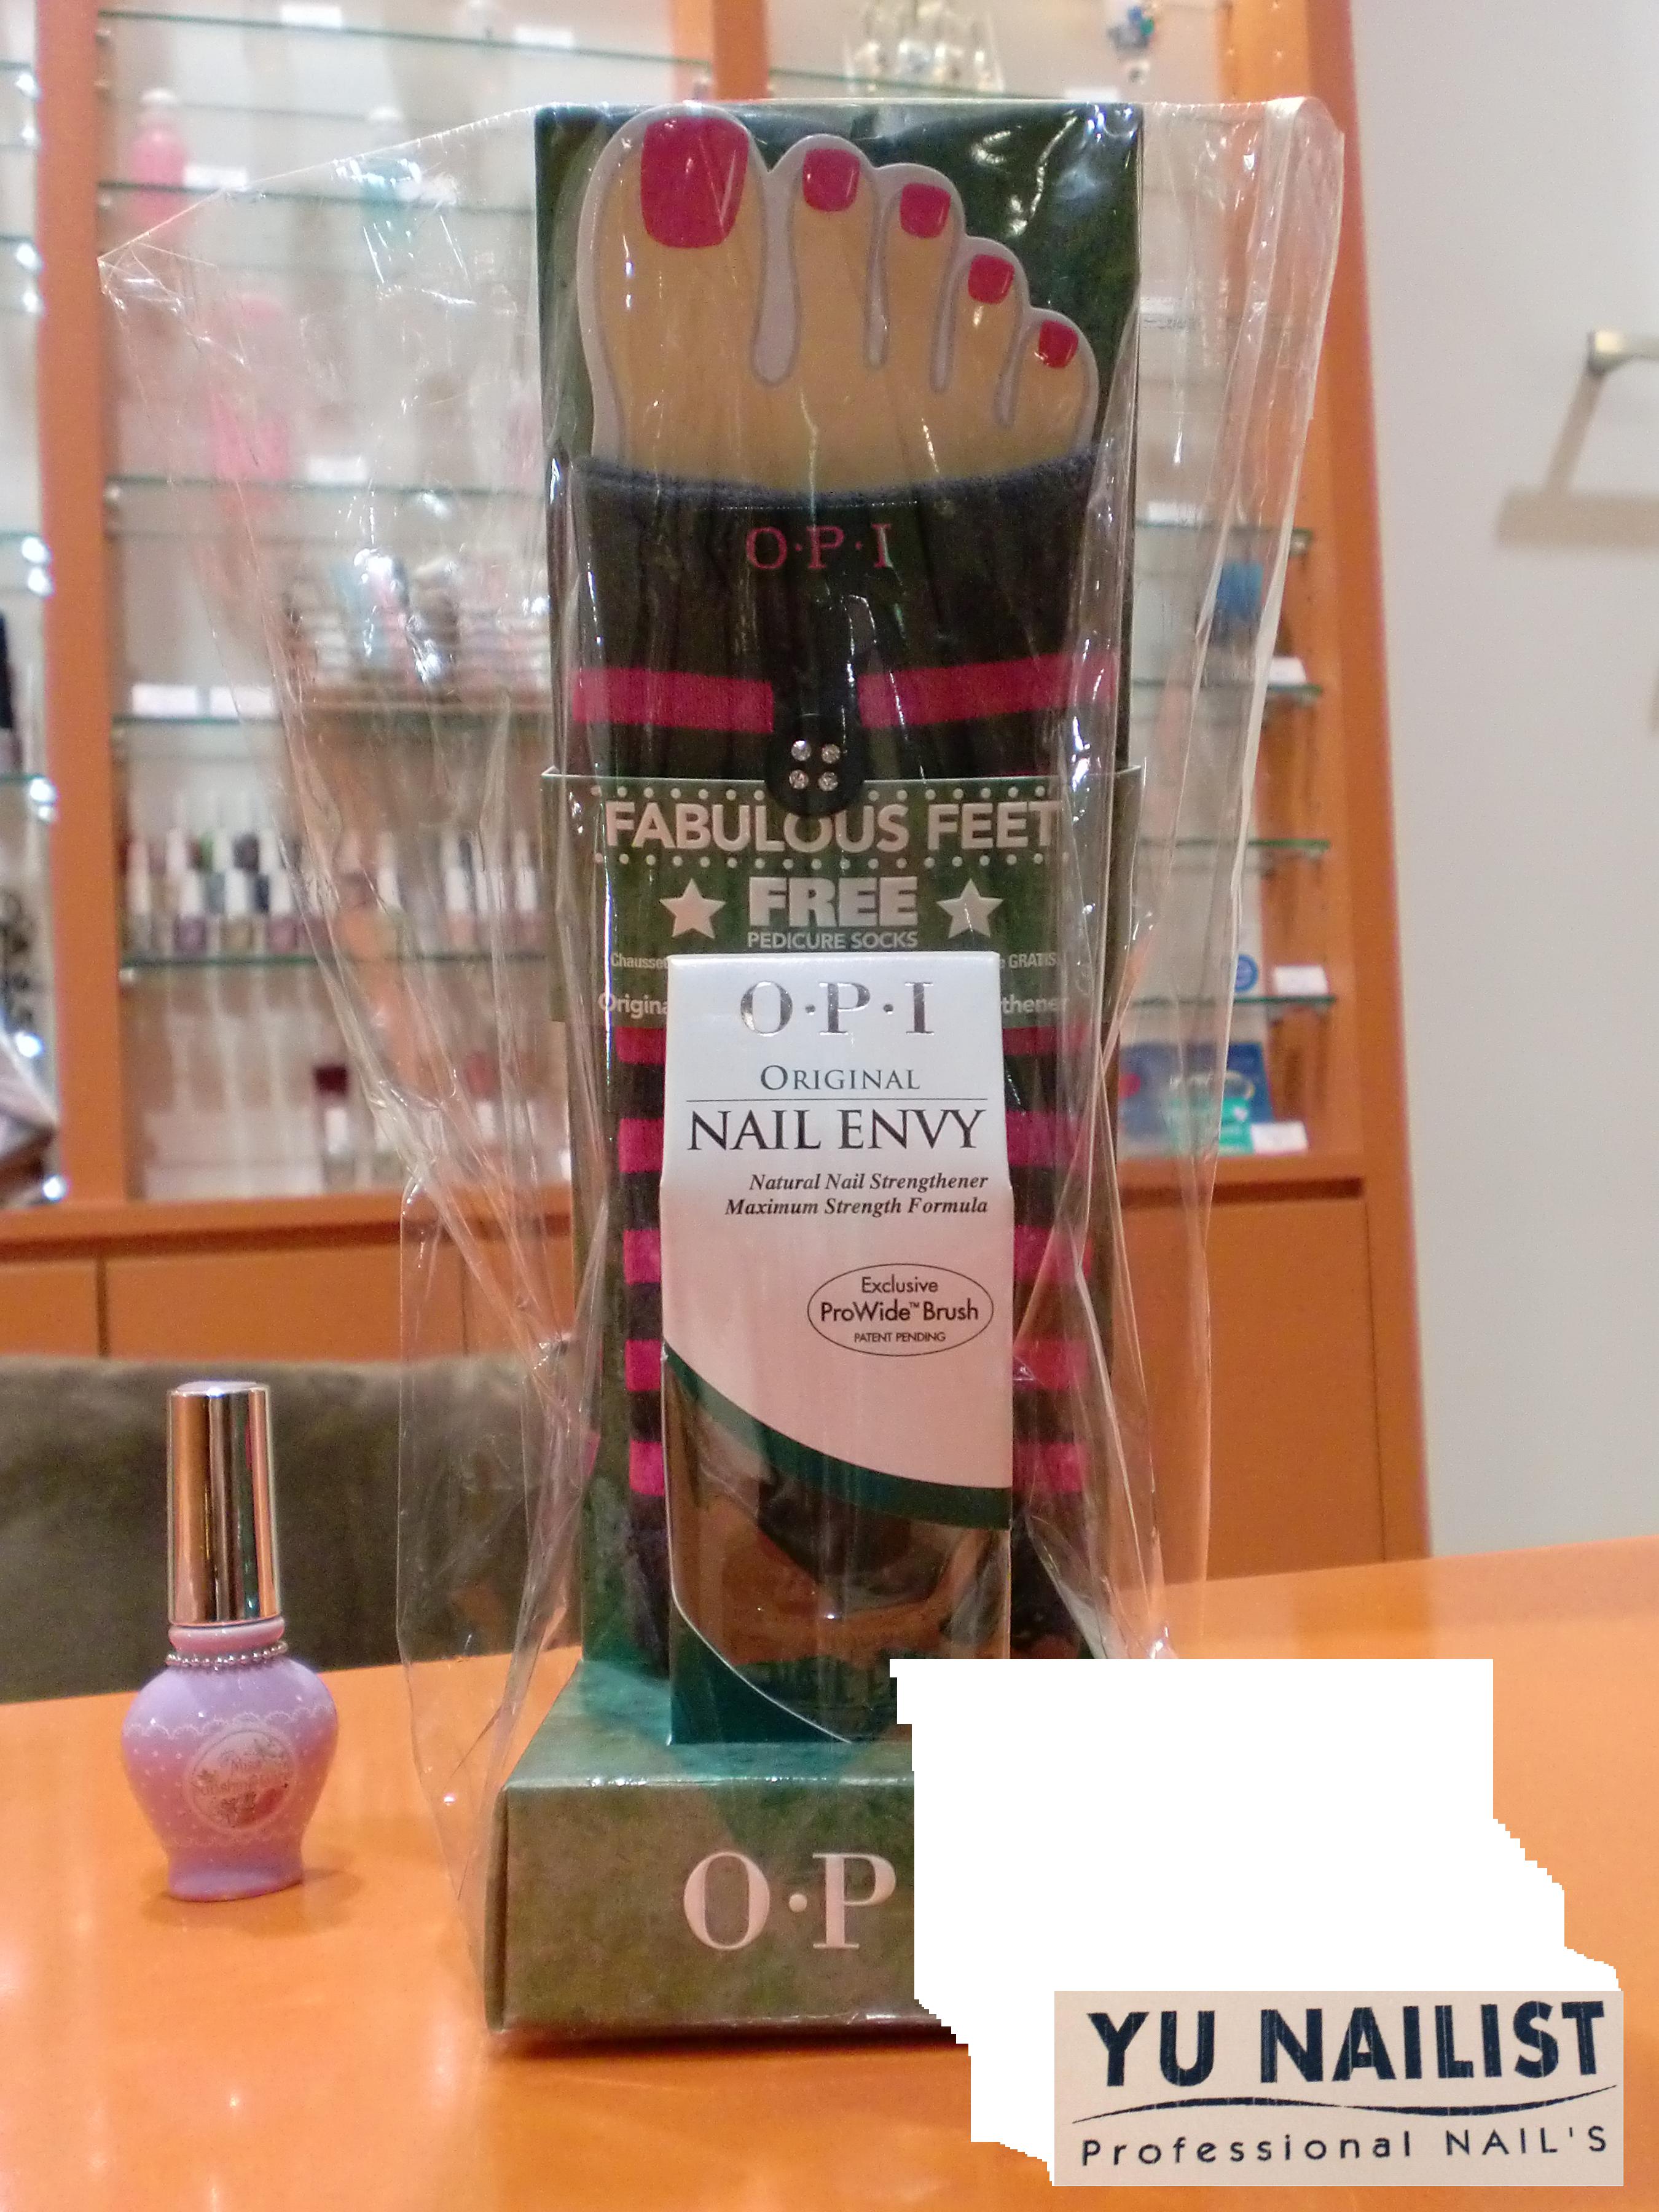 O·P·I
FABULOUS FEET
FREE
PEDICURE SOCKS
GRATIS
O·P·I
ORIGINAL
NAIL ENVY
Natural Nail Strengthener
Maximum Strength Formula
Exclusive
ProWide™ Brush
PATENT PENDING
O·P
YU NAILIST
Professional NAIL'S